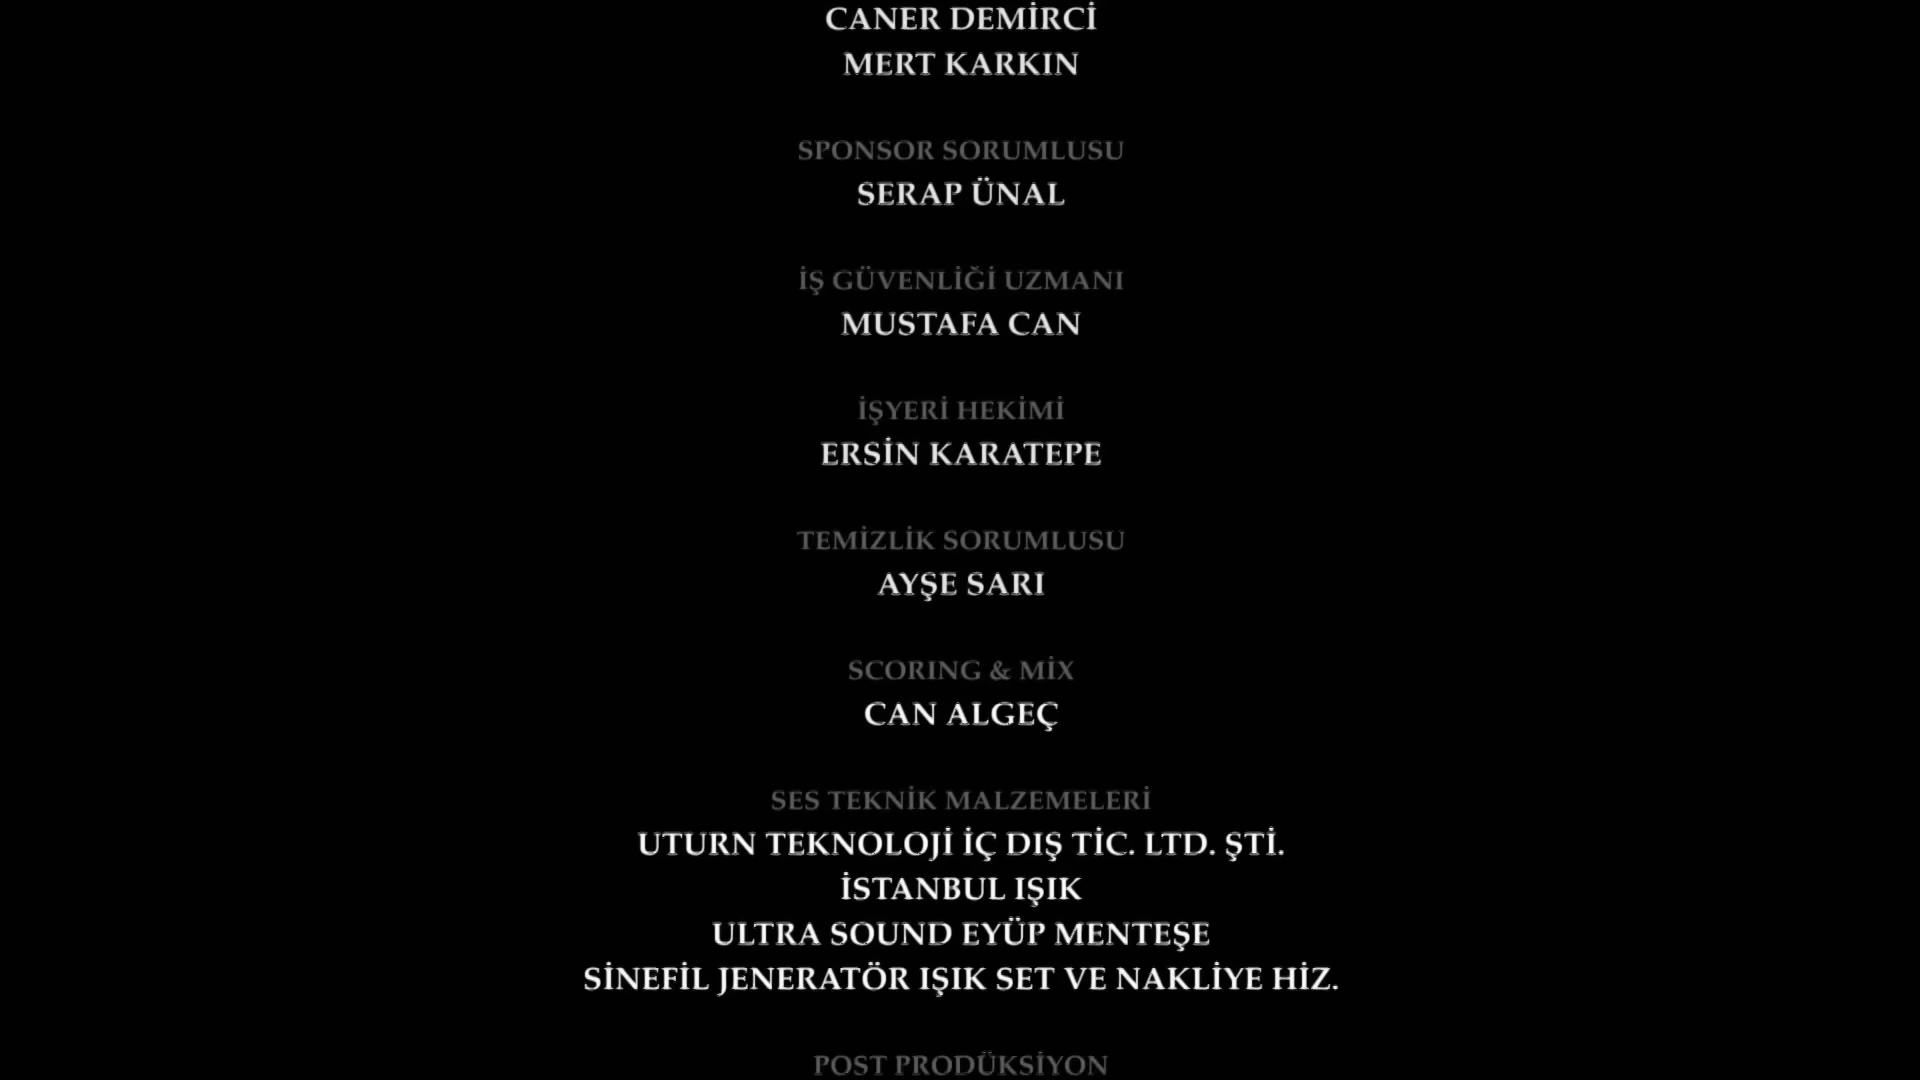 CANER DEMİRCİ
MERT KARKIN
SPONSOR SORUMLUSU
SERAP ÜNAL
İŞ GÜVENLİĞİ UZMANI
MUSTAFA CAN
İŞYERİ HEKİMİ
ERSİN KARATEPE
TEMİZLİK SORUMLUSU
AYŞE SARI
SCORING & MİX
CAN ALGEÇ
SES TEKNİK MALZEMELERİ
UTURN TEKNOLOJİ İÇ DIŞ TİC. LTD. ŞTİ.
İSTANBUL IŞIK
ULTRA SOUND EYÜP MENTEŞE
SİNEFİL JENERATÖR IŞIK SET VE NAKLİYE HİZ.
POST PRODÜKSİYON